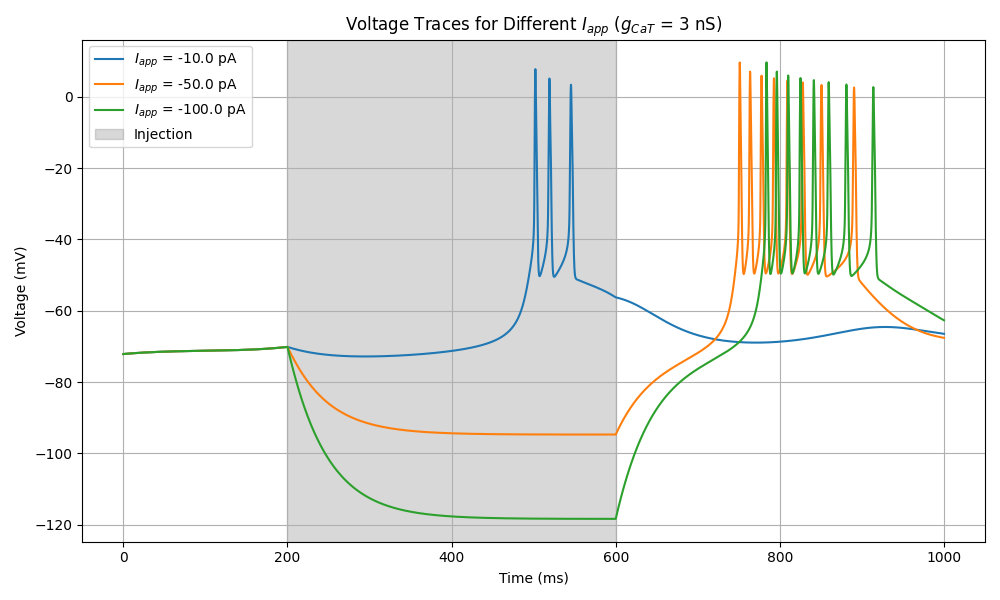 Voltage Traces for Different I_app (g_CaT = 3 nS)
I_app = -10.0 pA
I_app = -50.0 pA
I_app = -100.0 pA
Injection
Voltage (mV)
0
−20
−40
−60
−80
−100
−120
0 200 400 600 800 1000
Time (ms)